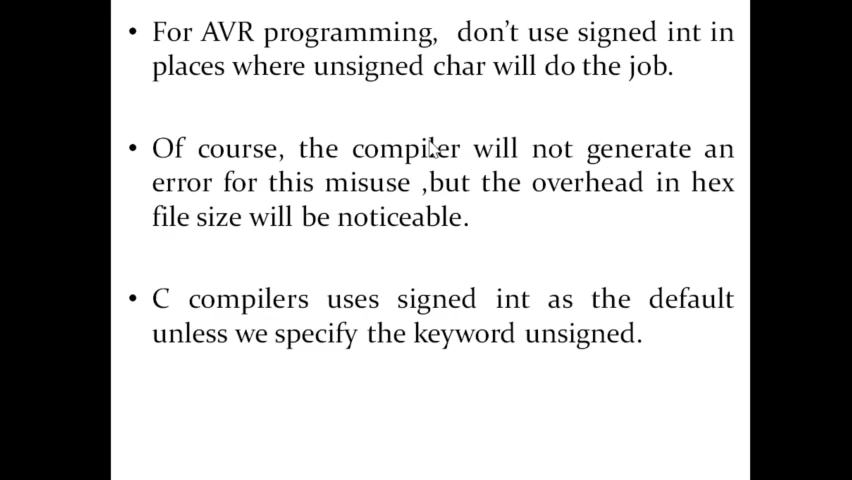 • For AVR programming, don't use signed int in
places where unsigned char will do the job.
• Of course, the compiler will not generate an
error for this misuse ,but the overhead in hex
file size will be noticeable.
• C compilers uses signed int as the default
unless we specify the keyword unsigned.